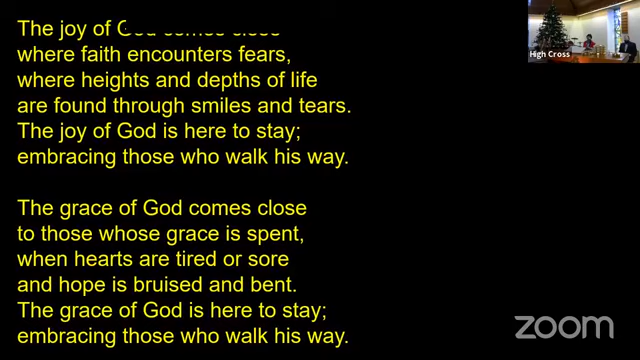 The joy of God comes close
where faith encounters fears,
where heights and depths of life
are found through smiles and tears.
The joy of God is here to stay;
embracing those who walk his way.
The grace of God comes close
to those whose grace is spent,
when hearts are tired or sore
and hope is bruised and bent.
The grace of God is here to stay;
embracing those who walk his way.
High Cross
zoom